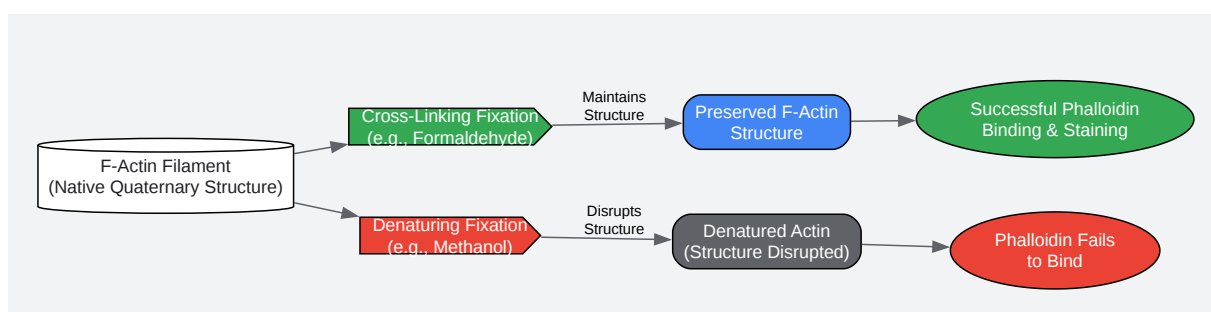 F-Actin Filament
(Native Quaternary Structure)
Cross-Linking Fixation
(e.g., Formaldehyde)
Maintains
Structure
Preserved F-Actin
Structure
Successful Phalloidin
Binding & Staining
Denaturing Fixation
(e.g., Methanol)
Disrupts
Structure
Denatured Actin
(Structure Disrupted)
Phalloidin Fails
to Bind